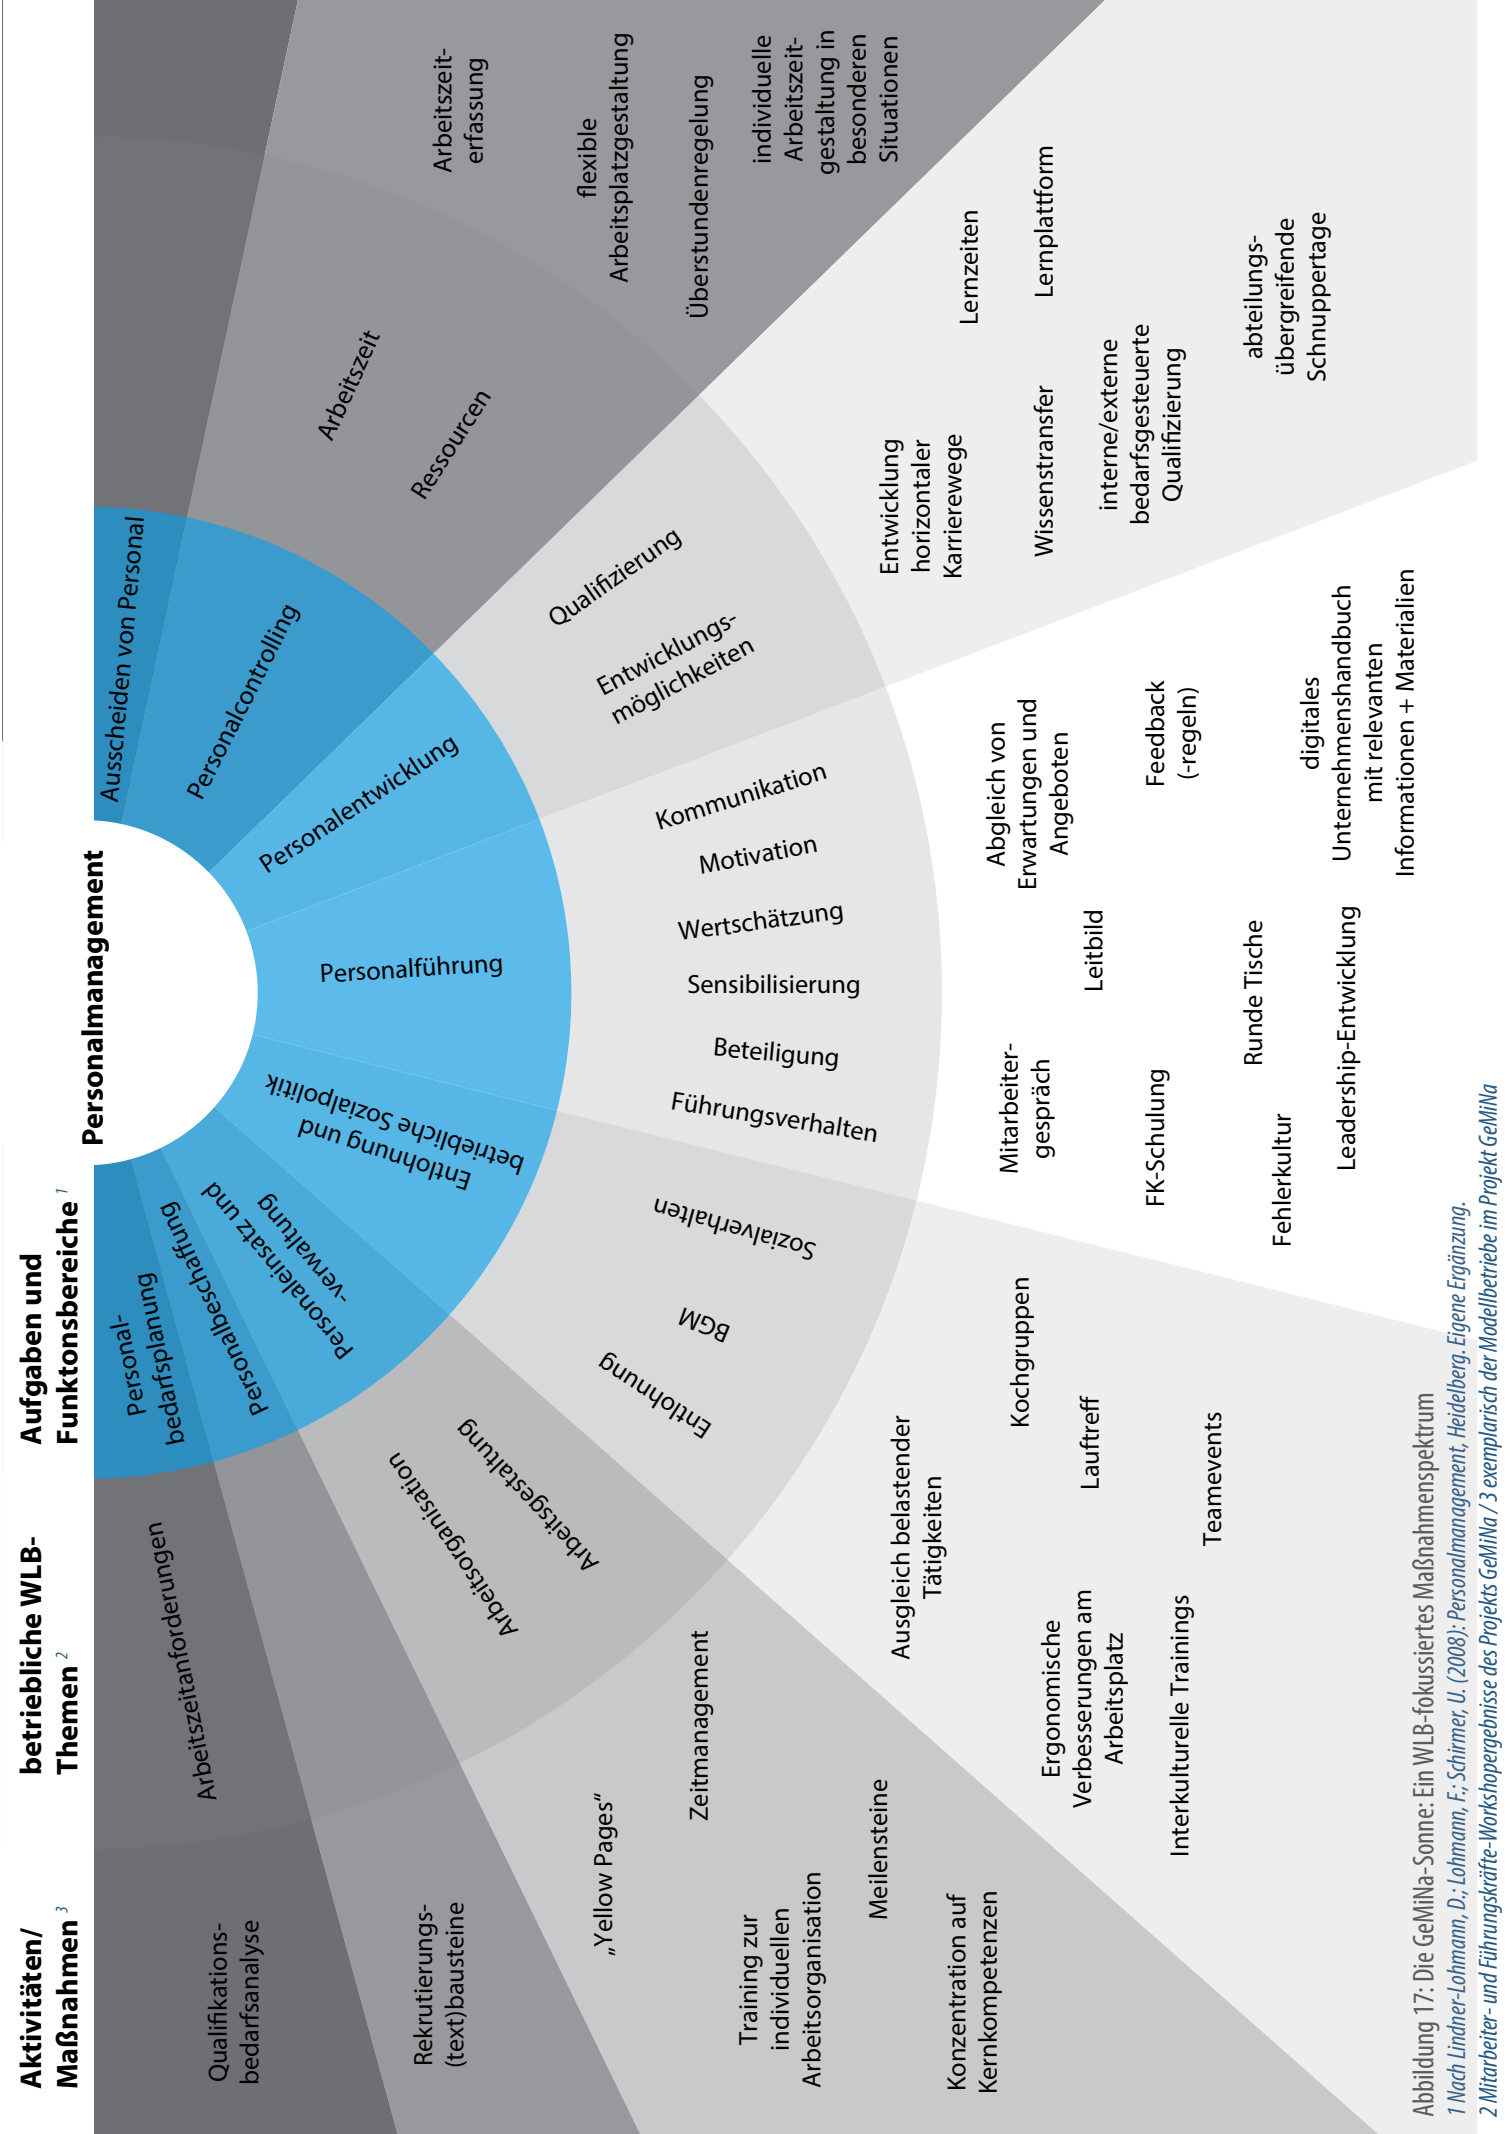 Aktivitäten/
Maßnahmen 3
betriebliche WLB-
Themen 2
Aufgaben und
Funktonsbereiche 1
Personalmanagement
Personal-
bedarfsplanung
Personalbeschaffung
Personaleinsatz und
-verwaltung
Entlohnung und
betriebliche Sozialpolitik
Personalführung
Personalentwicklung
Personalcontrolling
Ausscheiden von Personal
Arbeitszeitanforderungen
Arbeitsorganisation
Arbeitsgestaltung
Entlohnung
BGM
Sozialverhalten
Führungsverhalten
Beteiligung
Sensibilisierung
Wertschätzung
Motivation
Kommunikation
Entwicklungs-
möglichkeiten
Qualifizierung
Ressourcen
Arbeitszeit
Qualifikations-
bedarfsanalyse
Rekrutierungs-
(text)bausteine
„Yellow Pages“
Zeitmanagement
Training zur
individuellen
Arbeitsorganisation
Meilensteine
Konzentration auf
Kernkompetenzen
Ausgleich belastender
Tätigkeiten
Kochgruppen
Lauftreff
Ergonomische
Verbesserungen am
Arbeitsplatz
Teamevents
Interkulturelle Trainings
Mitarbeiter-
gespräch
Abgleich von
Erwartungen und
Angeboten
Leitbild
FK-Schulung
Feedback
(-regeln)
Runde Tische
Fehlerkultur
digitales
Unternehmenshandbuch
mit relevanten
Informationen + Materialien
Leadership-Entwicklung
Entwicklung
horizontaler
Karrierewege
Lernzeiten
Wissenstransfer
Lernplattform
interne/externe
bedarfsgesteuerte
Qualifizierung
abteilungs-
übergreifende
Schnuppertage
Arbeitszeit-
erfassung
flexible
Arbeitsplatzgestaltung
Überstundenregelung
individuelle
Arbeitszeit-
gestaltung in
besonderen
Situationen
Abbildung 17: Die GeMiNa-Sonne: Ein WLB-fokussiertes Maßnahmenspektrum
1 Nach Lindner-Lohmann, D.; Lohmann, F.; Schirmer, U. (2008): Personalmanagement, Heidelberg. Eigene Ergänzung.
2 Mitarbeiter- und Führungskräfte-Workshopergebnisse des Projekts GeMiNa / 3 exemplarisch der Modellbetriebe im Projekt GeMiNa